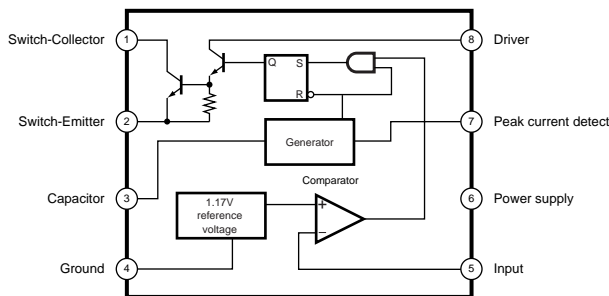 Switch-Collector 1 8 Driver
Q S
R
Switch-Emitter 2 7 Peak current detect
Generator
Comparator
Capacitor 3 6 Power supply
1.17V
reference
voltage
+
−
Ground 4 5 Input